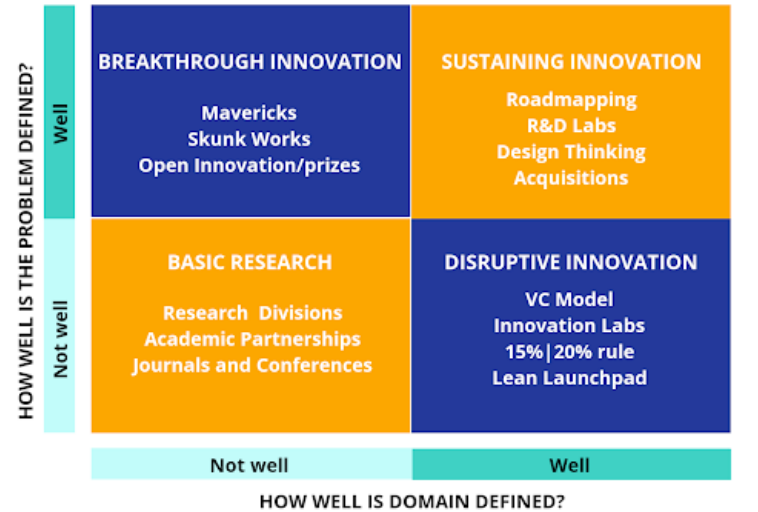 HOW WELL IS THE PROBLEM DEFINED?
Well
Not well
BREAKTHROUGH INNOVATION
Mavericks
Skunk Works
Open Innovation/prizes
SUSTAINING INNOVATION
Roadmapping
R&D Labs
Design Thinking
Acquisitions
BASIC RESEARCH
Research Divisions
Academic Partnerships
Journals and Conferences
DISRUPTIVE INNOVATION
VC Model
Innovation Labs
15%|20% rule
Lean Launchpad
Not well
Well
HOW WELL IS DOMAIN DEFINED?